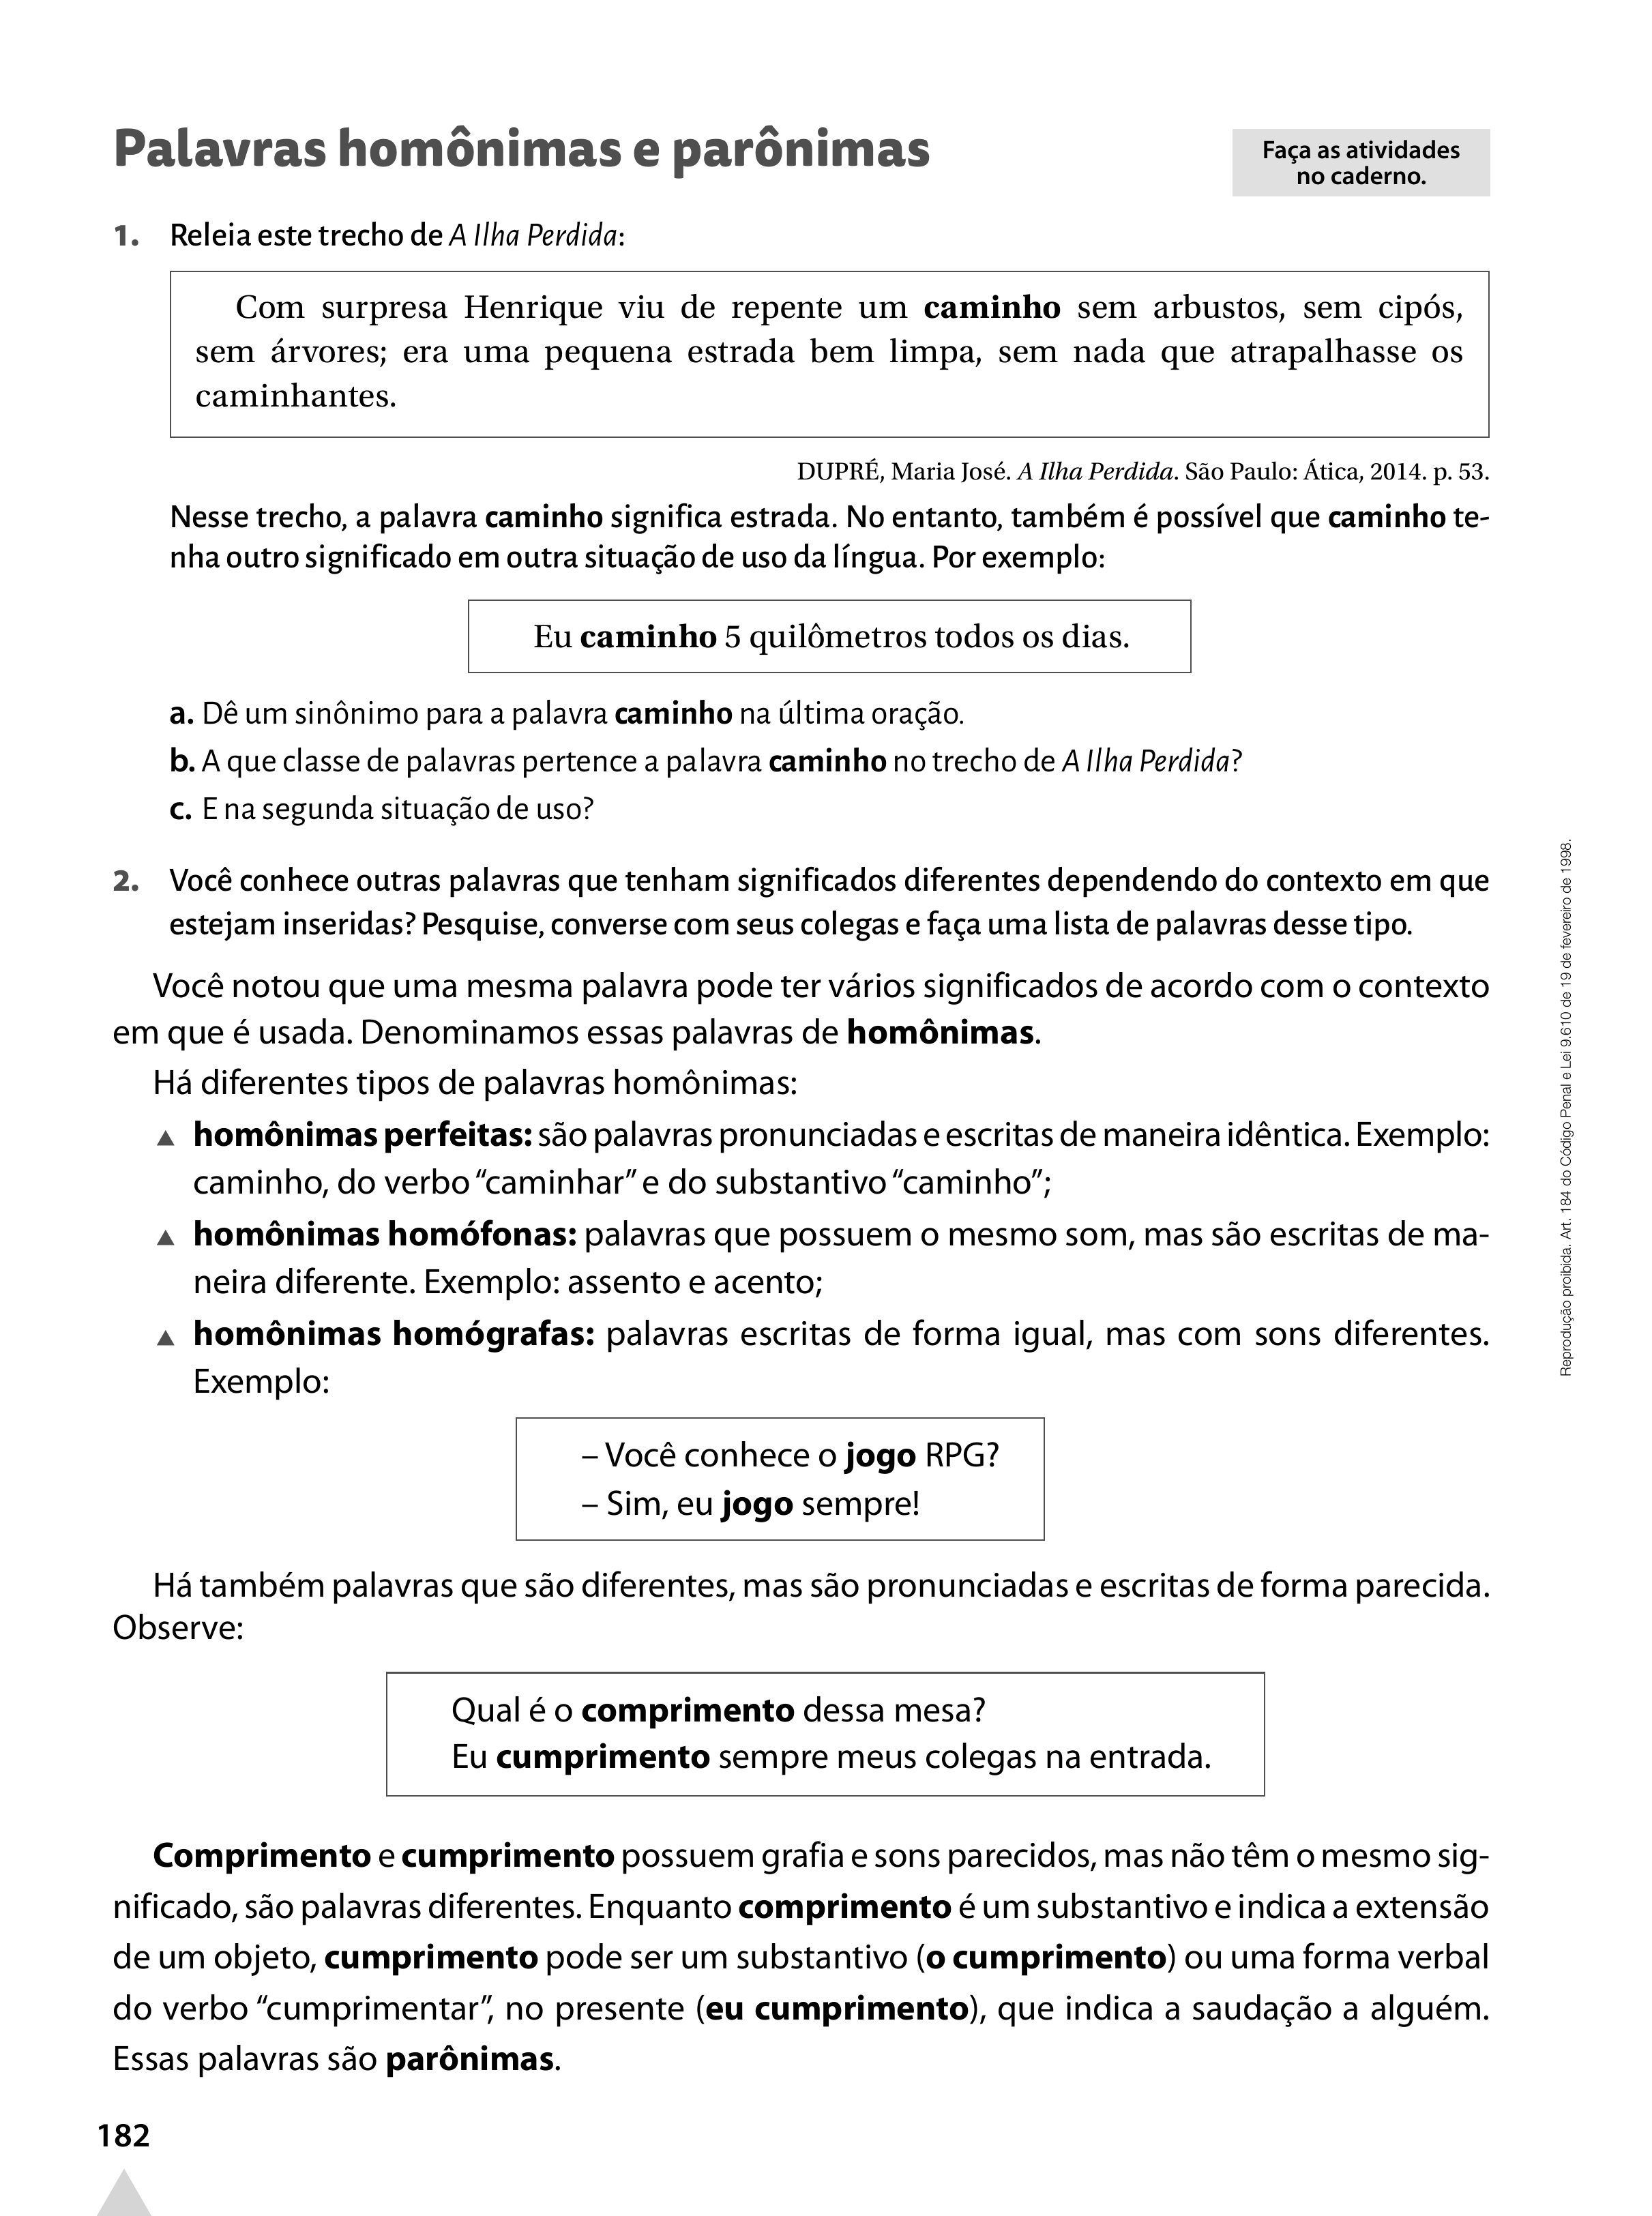 Palavras homônimas e parônimas
Faça as atividades
no caderno.
1. Releia este trecho de A Ilha Perdida:
Com surpresa Henrique viu de repente um caminho sem arbustos, sem cipós,
sem árvores; era uma pequena estrada bem limpa, sem nada que atrapalhasse os
caminhantes.
DUPRÉ, Maria José. A Ilha Perdida. São Paulo: Ática, 2014. p. 53.
Nesse trecho, a palavra caminho significa estrada. No entanto, também é possível que caminho te-
nha outro significado em outra situação de uso da língua. Por exemplo:
Eu caminho 5 quilômetros todos os dias.
a. Dê um sinônimo para a palavra caminho na última oração.
b. A que classe de palavras pertence a palavra caminho no trecho de A Ilha Perdida?
c. E na segunda situação de uso?
2. Você conhece outras palavras que tenham significados diferentes dependendo do contexto em que
estejam inseridas? Pesquise, converse com seus colegas e faça uma lista de palavras desse tipo.
Você notou que uma mesma palavra pode ter vários significados de acordo com o contexto
em que é usada. Denominamos essas palavras de homônimas.
Há diferentes tipos de palavras homônimas:
▲ homônimas perfeitas: são palavras pronunciadas e escritas de maneira idêntica. Exemplo:
caminho, do verbo “caminhar” e do substantivo “caminho”;
▲ homônimas homófonas: palavras que possuem o mesmo som, mas são escritas de ma-
neira diferente. Exemplo: assento e acento;
▲ homônimas homógrafas: palavras escritas de forma igual, mas com sons diferentes.
Exemplo:
– Você conhece o jogo RPG?
– Sim, eu jogo sempre!
Há também palavras que são diferentes, mas são pronunciadas e escritas de forma parecida.
Observe:
Qual é o comprimento dessa mesa?
Eu cumprimento sempre meus colegas na entrada.
Comprimento e cumprimento possuem grafia e sons parecidos, mas não têm o mesmo sig-
nificado, são palavras diferentes. Enquanto comprimento é um substantivo e indica a extensão
de um objeto, cumprimento pode ser um substantivo (o cumprimento) ou uma forma verbal
do verbo “cumprimentar”, no presente (eu cumprimento), que indica a saudação a alguém.
Essas palavras são parônimas.
182
Reprodução proibida. Art. 184 do Código Penal e Lei 9.610 de 19 de fevereiro de 1998.